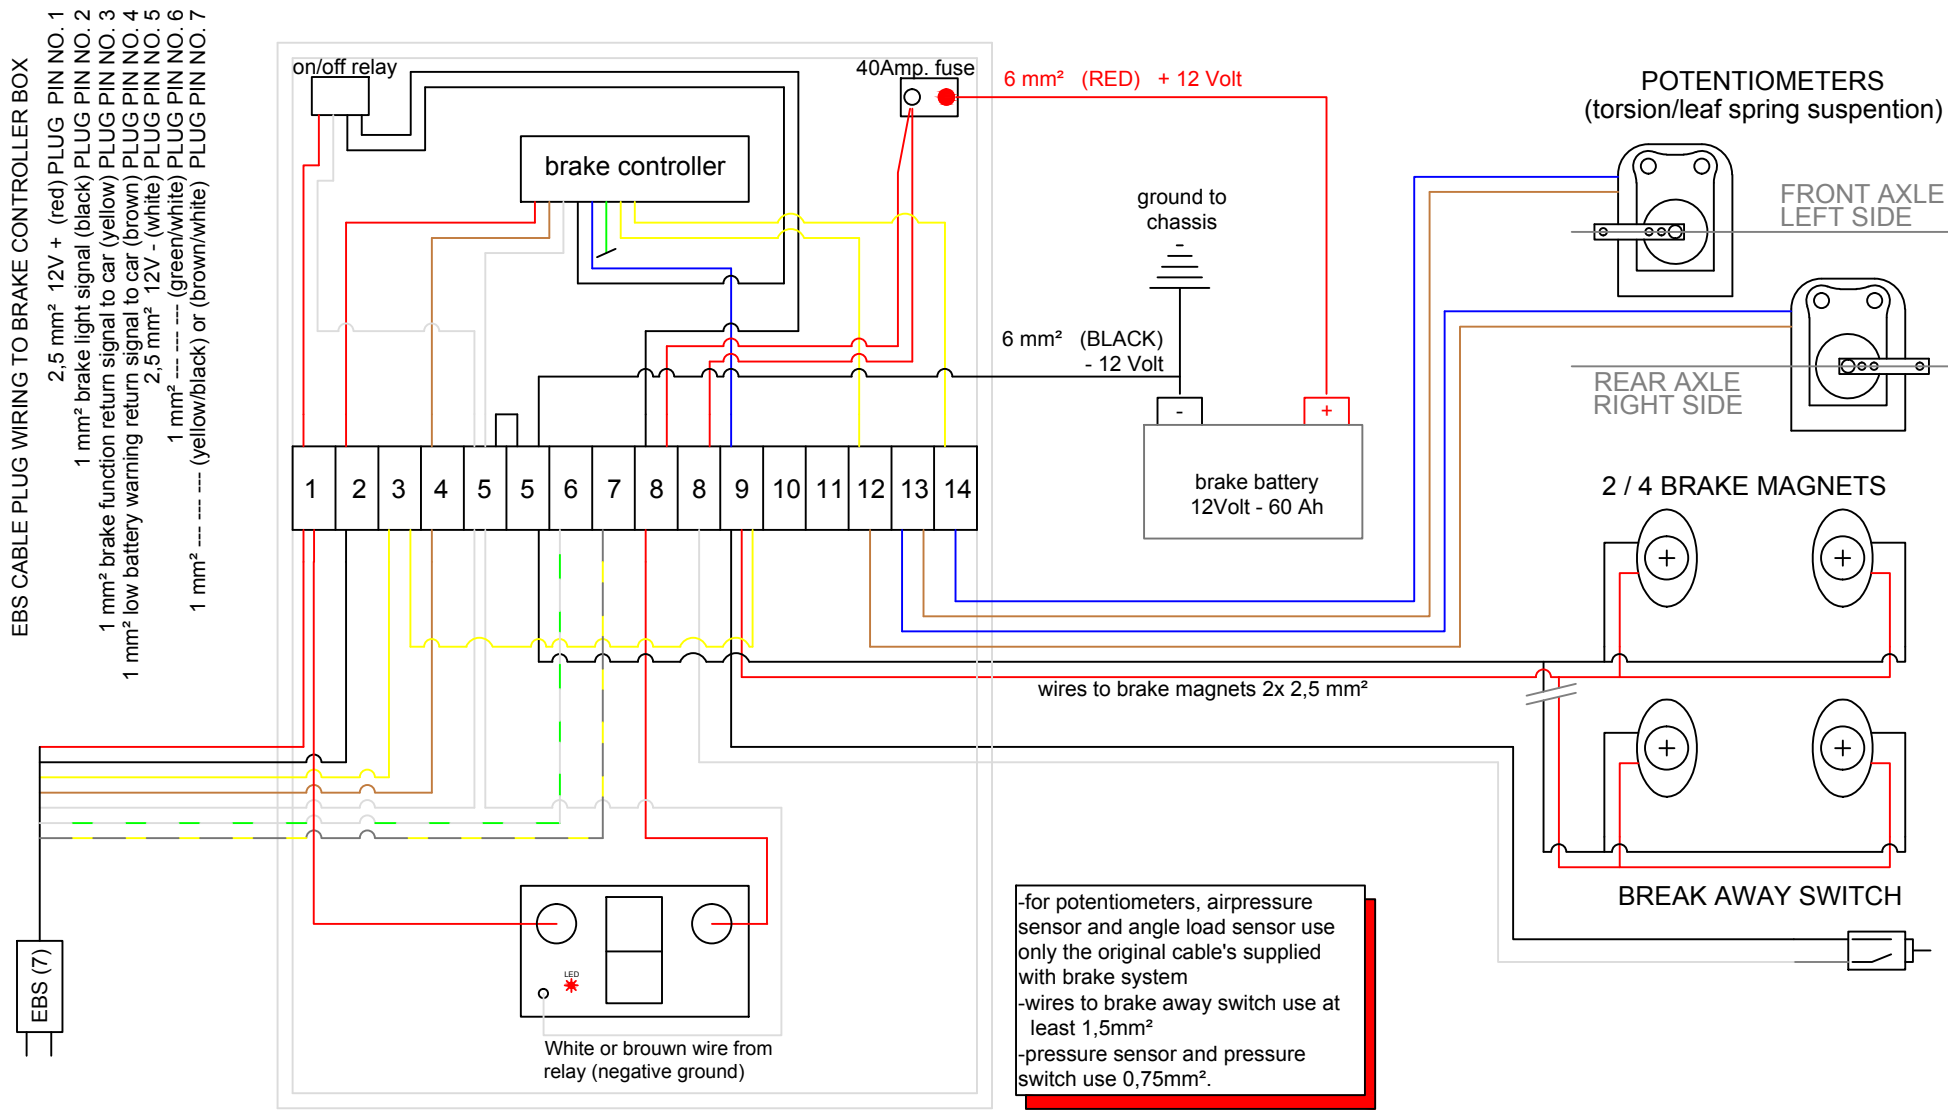 EBS CABLE PLUG WIRING TO BRAKE CONTROLLER BOX
2,5 mm² 12V + (red) PLUG PIN NO. 1
1 mm² brake light signal (black) PLUG PIN NO. 2
1 mm² brake function return signal to car (yellow) PLUG PIN NO. 3
1 mm² low battery warning return signal to car (brown) PLUG PIN NO. 4
2,5 mm² 12V - (white) PLUG PIN NO. 5
1 mm² ---- --- --- (green/white) PLUG PIN NO. 6
1 mm² ---- --- --- (yellow/black) or (brown/white) PLUG PIN NO. 7
on/off relay
40Amp. fuse
6 mm² (RED) + 12 Volt
brake controller
ground to
chassis
6 mm² (BLACK)
- 12 Volt
- +
brake battery
12Volt - 60 Ah
POTENTIOMETERS
(torsion/leaf spring suspention)
FRONT AXLE
LEFT SIDE
REAR AXLE
RIGHT SIDE
1 2 3 4 5 5 6 7 8 8 9 10 11 12 13 14
2 / 4 BRAKE MAGNETS
wires to brake magnets 2x 2,5 mm²
BREAK AWAY SWITCH
EBS (7)
LED
White or brouwn wire from
relay (negative ground)
-for potentiometers, airpressure
sensor and angle load sensor use
only the original cable's supplied
with brake system
-wires to brake away switch use at
least 1,5mm²
-pressure sensor and pressure
switch use 0,75mm².